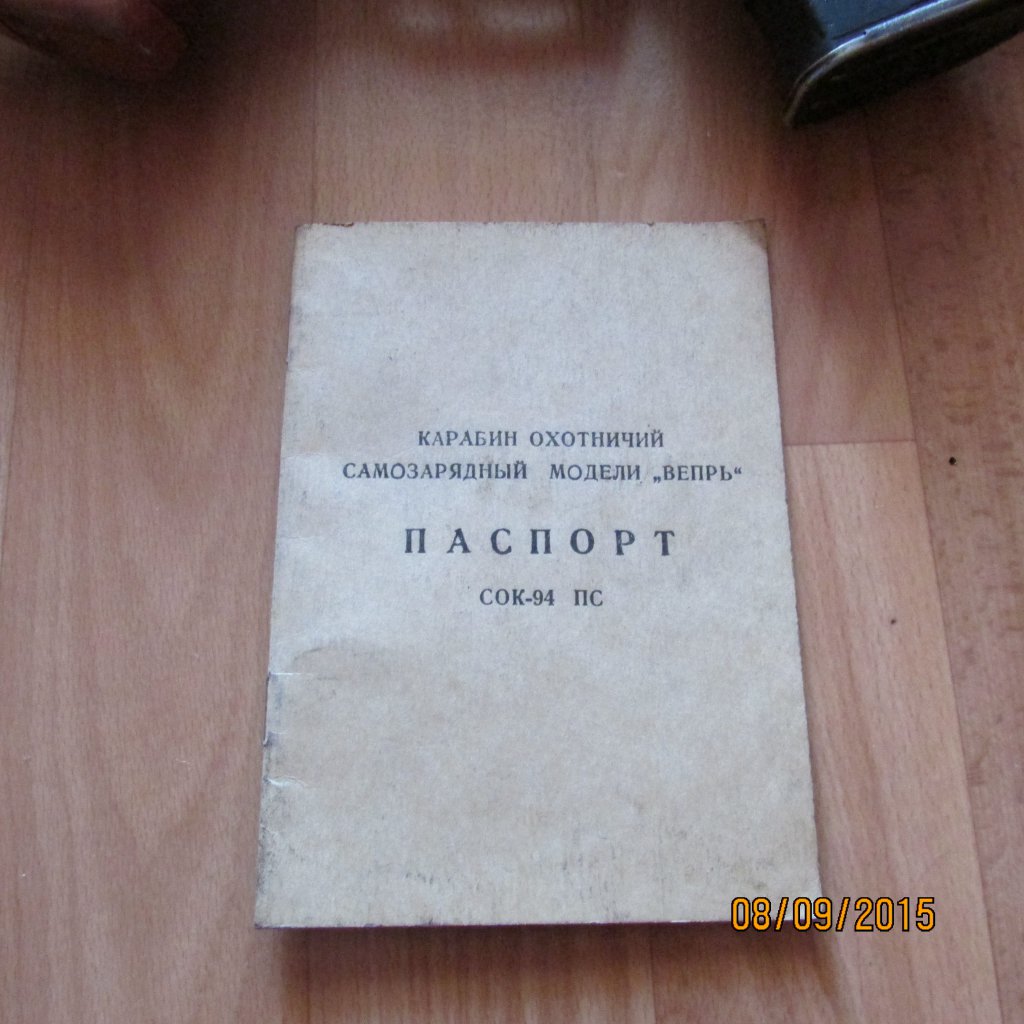 КАРАБИН ОХОТНИЧИЙ
САМОЗАРЯДНЫЙ МОДЕЛИ „ВЕПРЬ“
ПАСПОРТ
СОК-94 ПС
08/09/2015